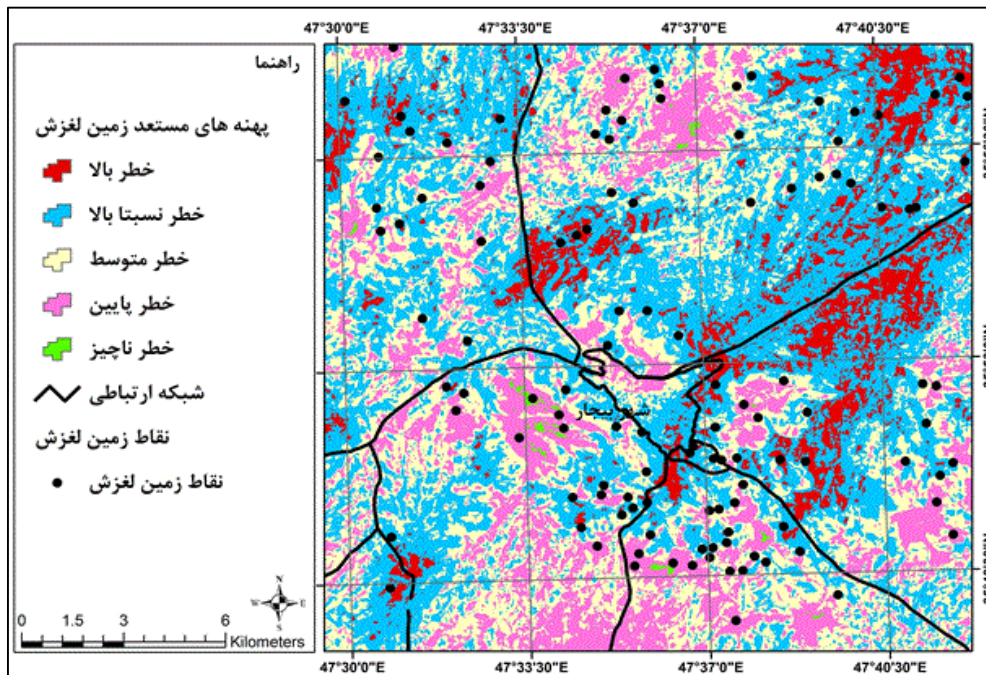 47°30'0"E
47°33'30"E
47°37'0"E
47°40'30"E
راهنما
پهنه های مستعد زمین لغزش
خطر بالا
خطر نسبتا بالا
خطر متوسط
خطر پایین
خطر ناچیز
شبکه ارتباطی
نقاط زمین لغزش
نقاط زمین لغزش
بیجار
N
W
E
S
0 1.5 3 6
Kilometers
47°30'0"E
47°33'30"E
47°37'0"E
47°40'30"E